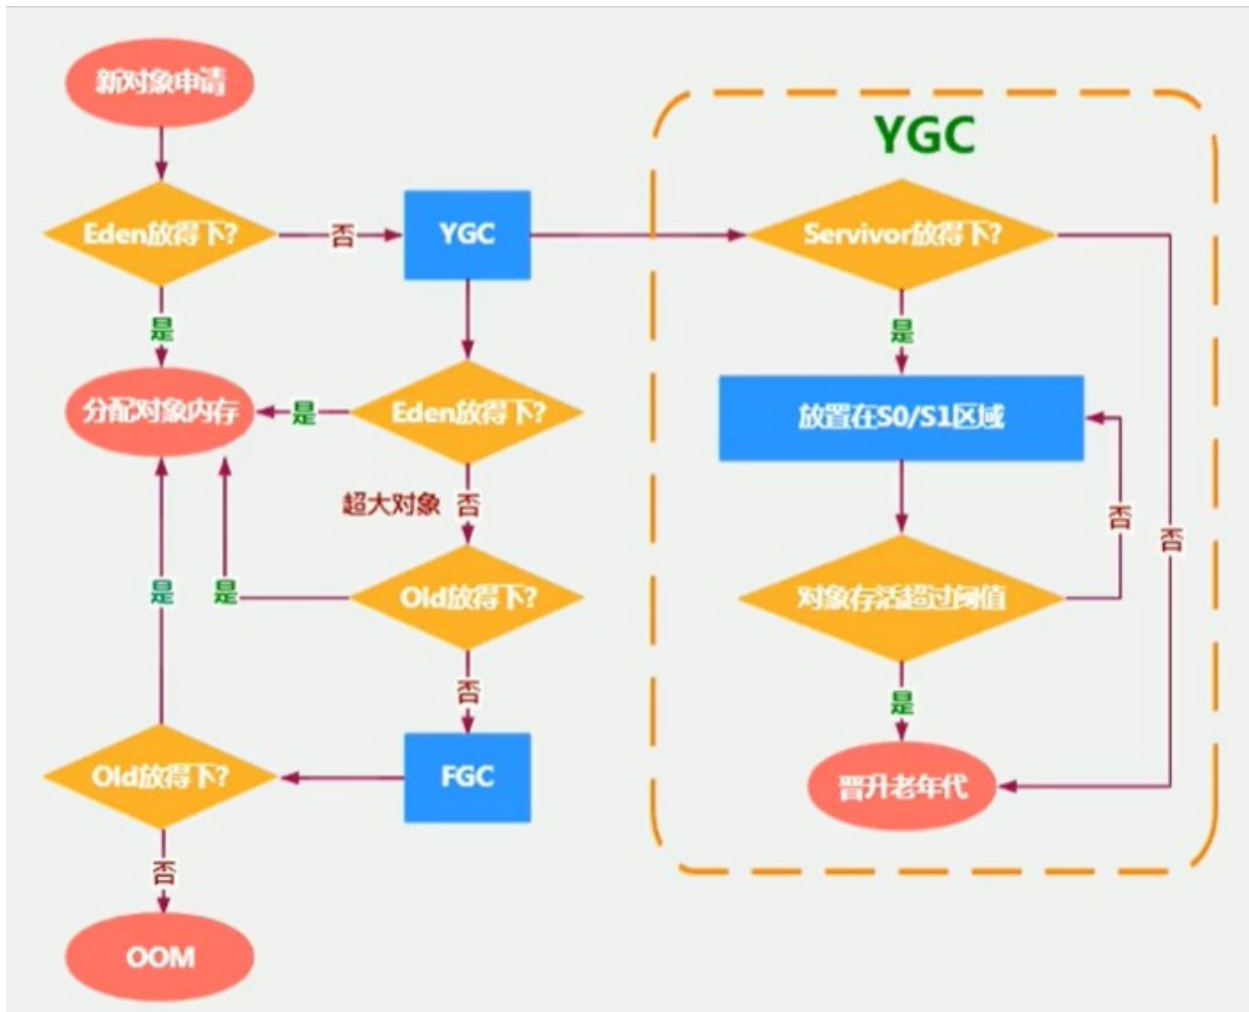 新对象申请
YGC
Eden放得下?
否
YGC
Servivor放得下?
是
是
分配对象内存
是
Eden放得下?
放置在S0/S1区域
超大对象
否
否
否
是
是
Old放得下?
对象存活超过阈值
否
是
Old放得下?
FGC
晋升老年代
否
OOM